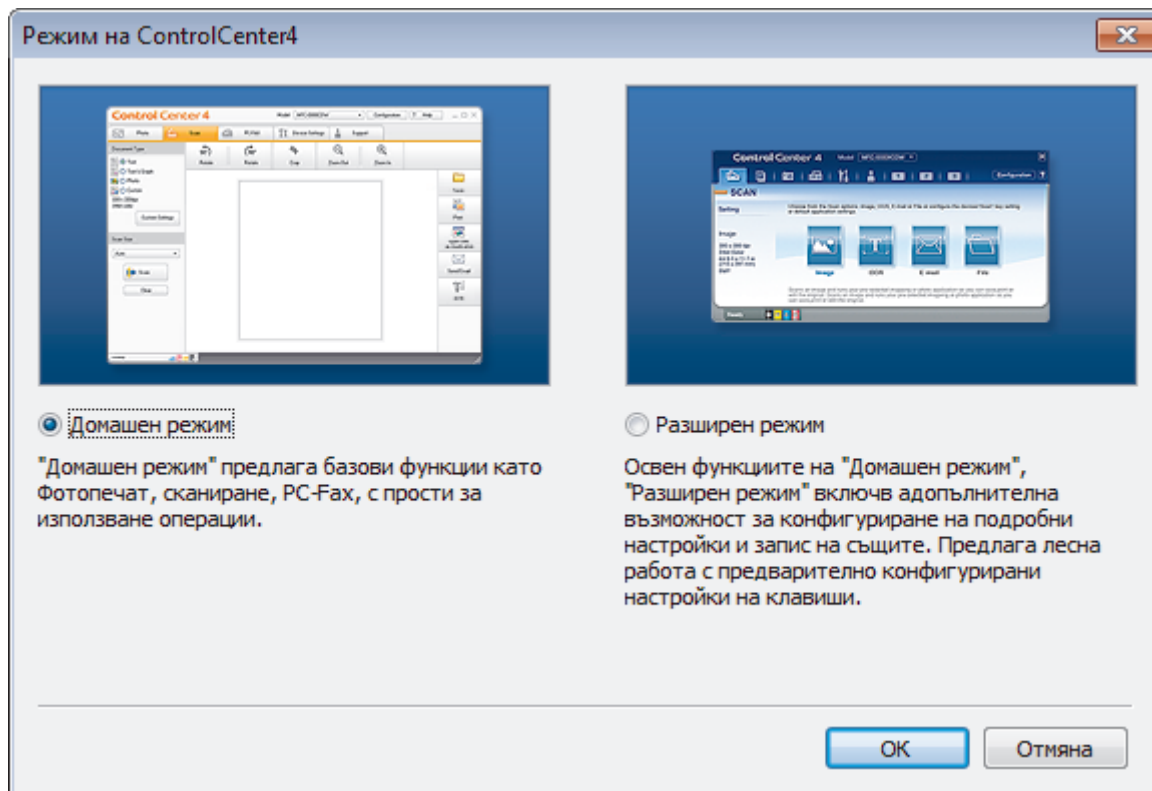 Режим на ControlCenter4
Control Center 4
Scan
Control Center 4
SCAN
Setting
Image
Image
OCR
E-mail
File
Домашен режим
"Домашен режим" предлага базови функции като
Фотопечат, сканиране, PC-Fax, с прости за
използване операции.
Разширен режим
Освен функциите на "Домашен режим",
"Разширен режим" включв адопълнителна
възможност за конфигуриране на подробни
настройки и запис на същите. Предлага лесна
работа с предварително конфигурирани
настройки на клавиши.
OK
Отмяна